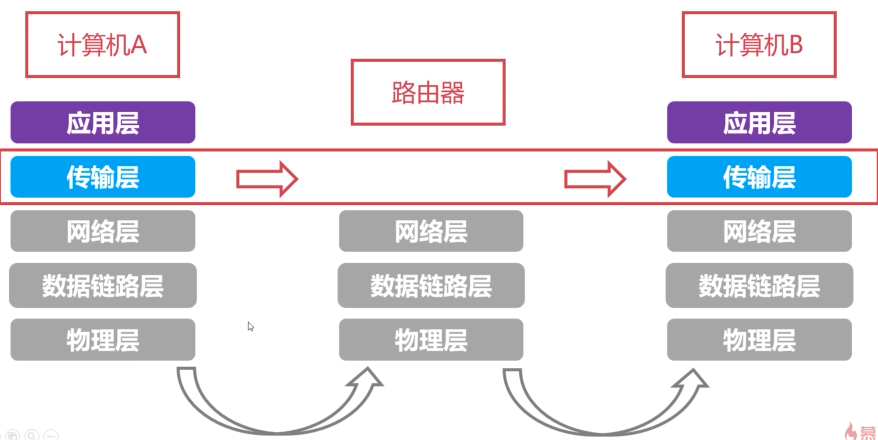 计算机A
计算机B
路由器
应用层
应用层
传输层
传输层
网络层
网络层
网络层
数据链路层
数据链路层
数据链路层
物理层
物理层
物理层
慕